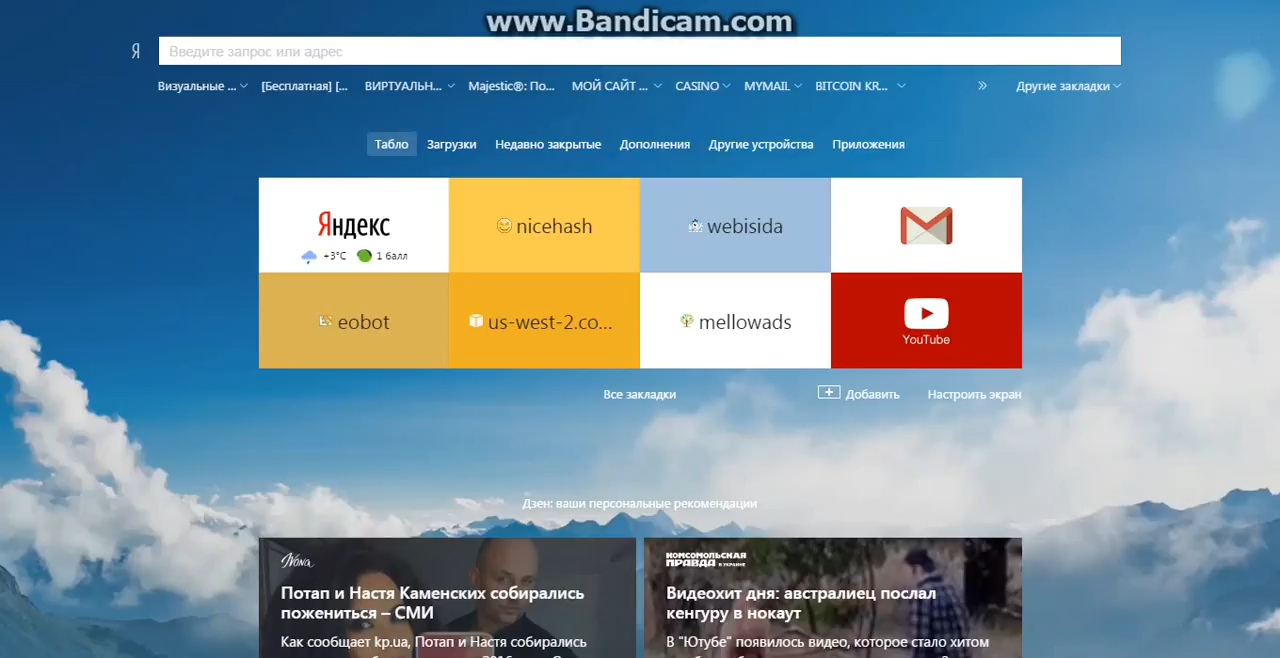 www.Bandicam.com
Я Введите запрос или адрес
Визуальные ... [Бесплатная] [... ВИРТУАЛЬН... Majestic®: По... МОЙ САЙТ ... CASINO MYMAIL BITCOIN KR... » Другие закладки
Табло Загрузки Недавно закрытые Дополнения Другие устройства Приложения
Яндекс nicehash webisida
+3°C 1 балл
eobot us-west-2.co... mellowads YouTube
Все закладки Добавить Настроить экран
Дзен: ваши персональные рекомендации
Nona
Потап и Настя Каменских собирались
пожениться – СМИ
Как сообщает kp.ua, Потап и Настя собирались
КОМСОМОЛЬСКАЯ
ПРАВДА В УКРАИНЕ
Видеохит дня: австралиец послал
кенгуру в нокаут
В "Ютубе" появилось видео, которое стало хитом